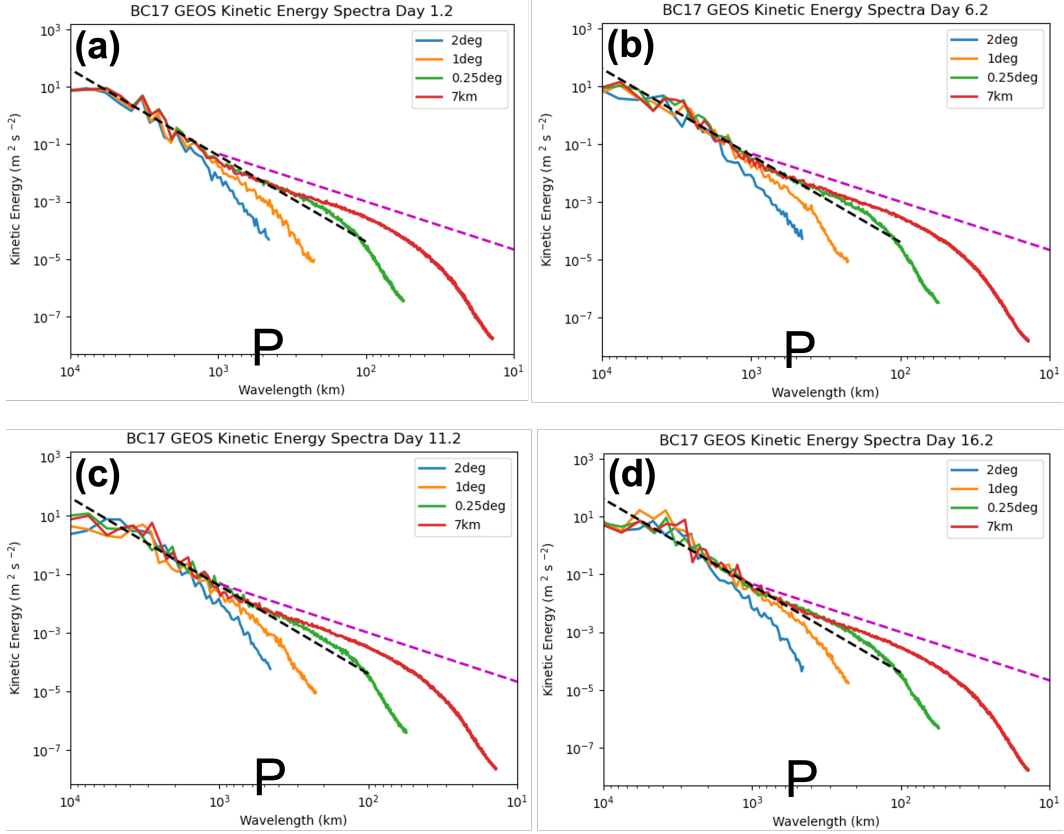 BC17 GEOS Kinetic Energy Spectra Day 1.2
(a)
2deg
1deg
0.25deg
7km
Kinetic Energy (m² s⁻²)
10³
10¹
10⁻¹
10⁻³
10⁻⁵
10⁻⁷
P
10⁴
10³
10²
10¹
Wavelength (km)
BC17 GEOS Kinetic Energy Spectra Day 6.2
(b)
2deg
1deg
0.25deg
7km
Kinetic Energy (m² s⁻²)
10³
10¹
10⁻¹
10⁻³
10⁻⁵
10⁻⁷
P
10⁴
10³
10²
10¹
Wavelength (km)
BC17 GEOS Kinetic Energy Spectra Day 11.2
(c)
2deg
1deg
0.25deg
7km
Kinetic Energy (m² s⁻²)
10³
10¹
10⁻¹
10⁻³
10⁻⁵
10⁻⁷
P
10⁴
10³
10²
10¹
Wavelength (km)
BC17 GEOS Kinetic Energy Spectra Day 16.2
(d)
2deg
1deg
0.25deg
7km
Kinetic Energy (m² s⁻²)
10³
10¹
10⁻¹
10⁻³
10⁻⁵
10⁻⁷
P
10⁴
10³
10²
10¹
Wavelength (km)